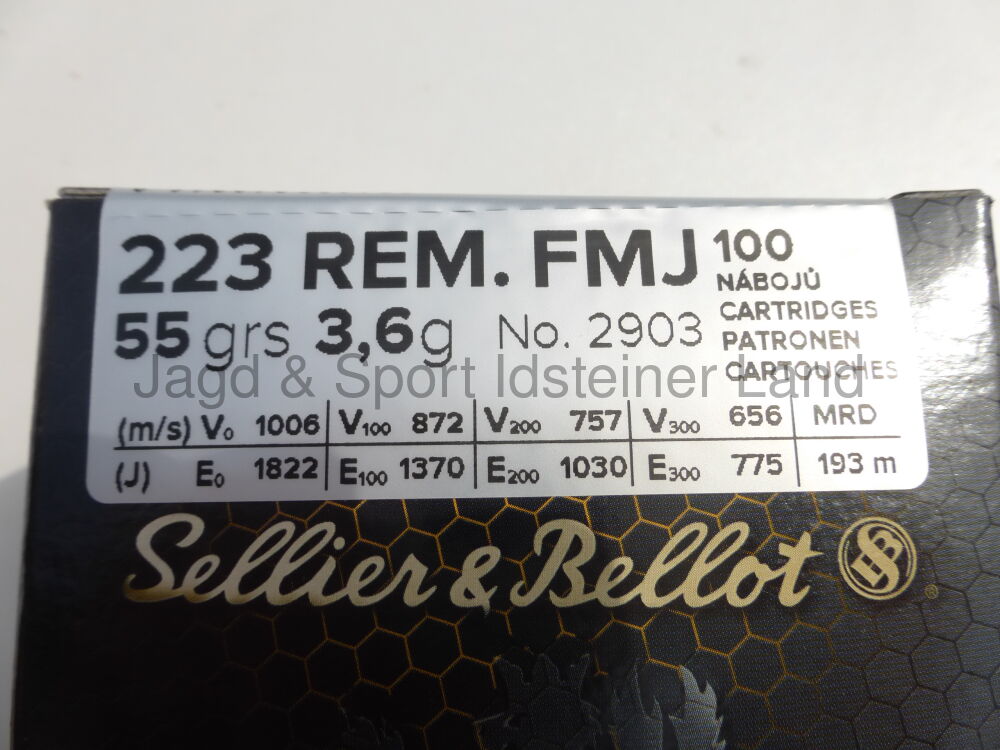 223 REM. FMJ 100
NÁBOJŮ
55 grs 3,6g No. 2903 CARTRIDGES
PATRONEN
CARTOUCHES
Jagd & Sport Idsteiner Land
(m/s) V0 1006 V100 872 V200 757 V300 656 MRD
(J) E0 1822 E100 1370 E200 1030 E300 775 193 m
Sellier & Bellot SB
®